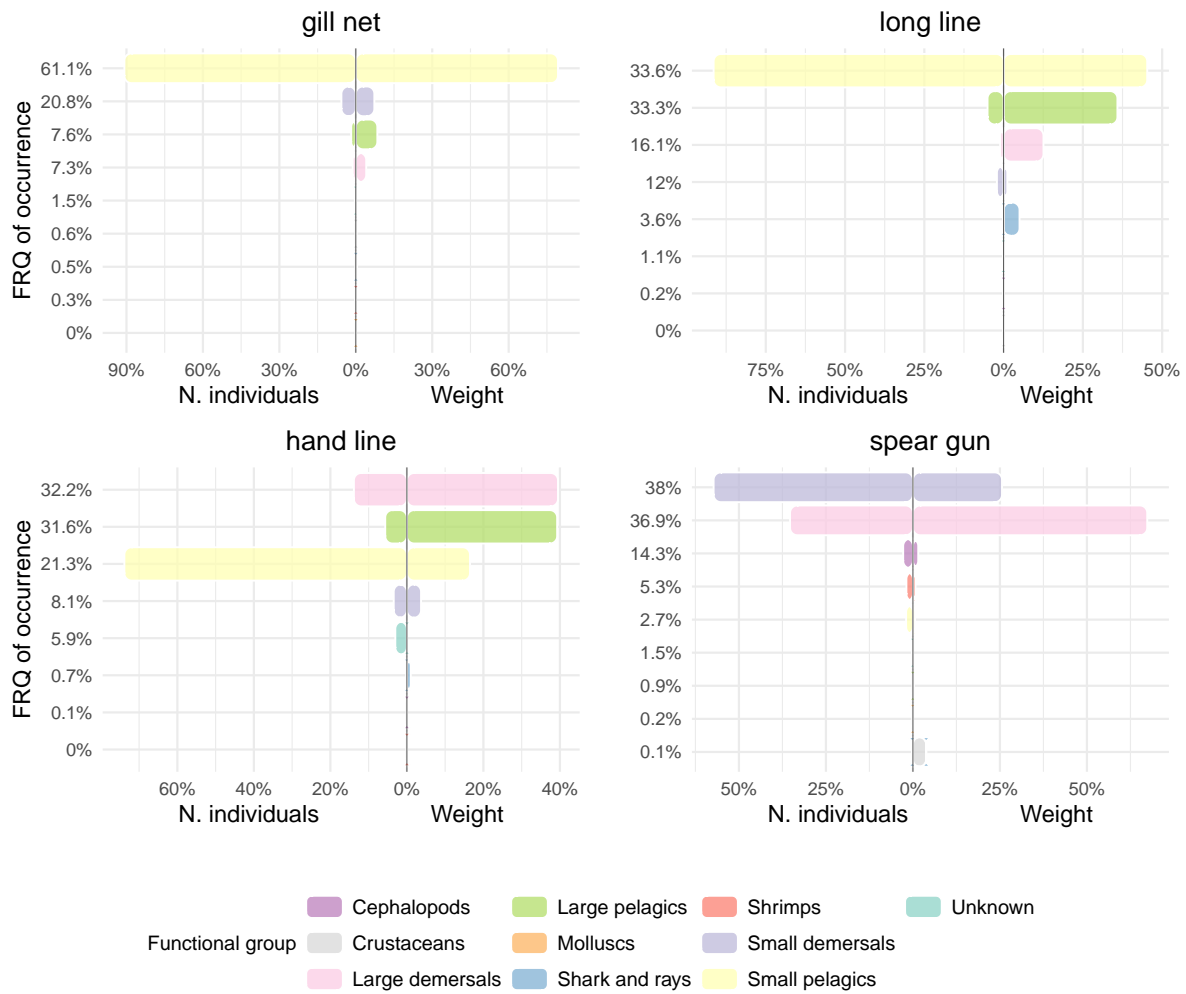 gill net
long line
FRQ of occurrence
61.1%
20.8%
7.6%
7.3%
1.5%
0.6%
0.5%
0.3%
0%
90% 60% 30% 0% 30% 60%
N. individuals Weight
33.6%
33.3%
16.1%
12%
3.6%
1.1%
0.2%
0%
75% 50% 25% 0% 25% 50%
N. individuals Weight
hand line
spear gun
FRQ of occurrence
32.2%
31.6%
21.3%
8.1%
5.9%
0.7%
0.1%
0%
60% 40% 20% 0% 20% 40%
N. individuals Weight
38%
36.9%
14.3%
5.3%
2.7%
1.5%
0.9%
0.2%
0.1%
50% 25% 0% 25% 50%
N. individuals Weight
Functional group
Cephalopods
Crustaceans
Large demersals
Large pelagics
Molluscs
Shark and rays
Shrimps
Small demersals
Small pelagics
Unknown